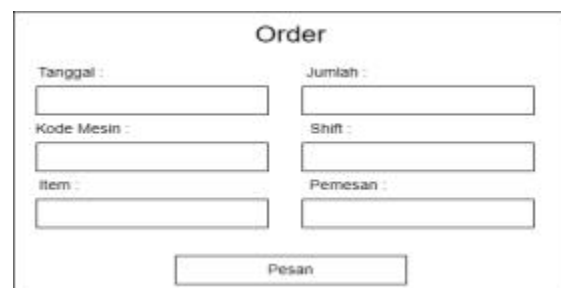 Order
Tanggal :
Jumlah :
Kode Mesin :
Shift :
Item :
Pemesan :
Pesan